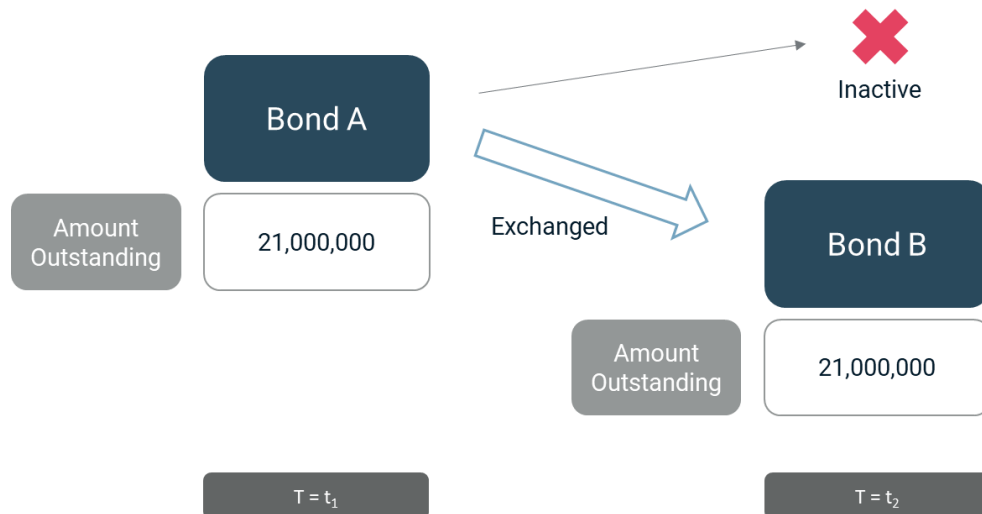 Bond A
Inactive
Amount
Outstanding
21,000,000
Exchanged
Bond B
Amount
Outstanding
21,000,000
T = t₁
T = t₂